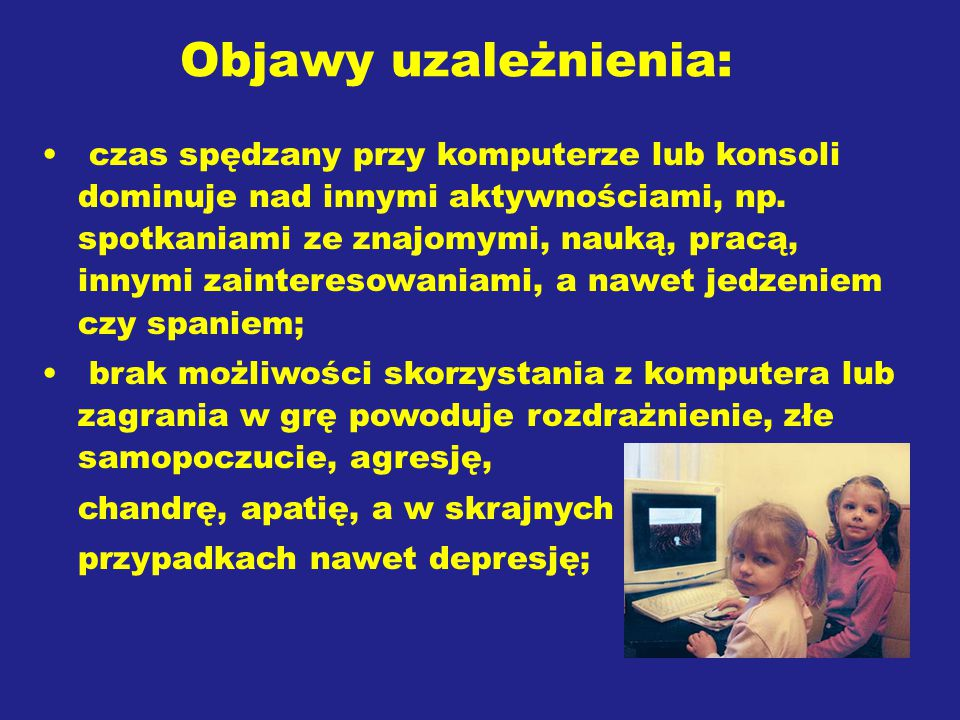 Objawy uzależnienia:
• czas spędzany przy komputerze lub konsoli
dominuje nad innymi aktywnościami, np.
spotkaniami ze znajomymi, nauką, pracą,
innymi zainteresowaniami, a nawet jedzeniem
czy spaniem;
• brak możliwości skorzystania z komputera lub
zagrania w grę powoduje rozdrażnienie, złe
samopoczucie, agresję,
chandrę, apatię, a w skrajnych
przypadkach nawet depresję;